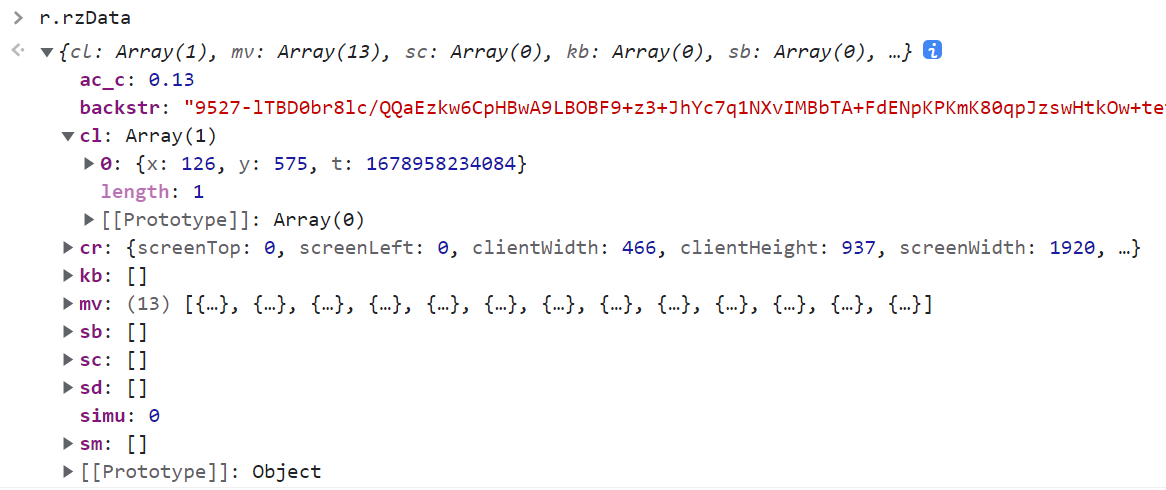 > r.rzData
{cl: Array(1), mv: Array(13), sc: Array(0), kb: Array(0), sb: Array(0), …}
ac_c: 0.13
backstr: "9527-lTBD0br8lc/QQaEzkw6CpHBwA9LBOBF9+z3+JhYc7q1NXvIMBbTA+FdENpKPKmK80qpJzswHtkOw+te
cl: Array(1)
0: {x: 126, y: 575, t: 1678958234084}
length: 1
[[Prototype]]: Array(0)
cr: {screenTop: 0, screenLeft: 0, clientWidth: 466, clientHeight: 937, screenWidth: 1920, …}
kb: []
mv: (13) [{…}, {…}, {…}, {…}, {…}, {…}, {…}, {…}, {…}, {…}, {…}, {…}, {…}]
sb: []
sc: []
sd: []
simu: 0
sm: []
[[Prototype]]: Object